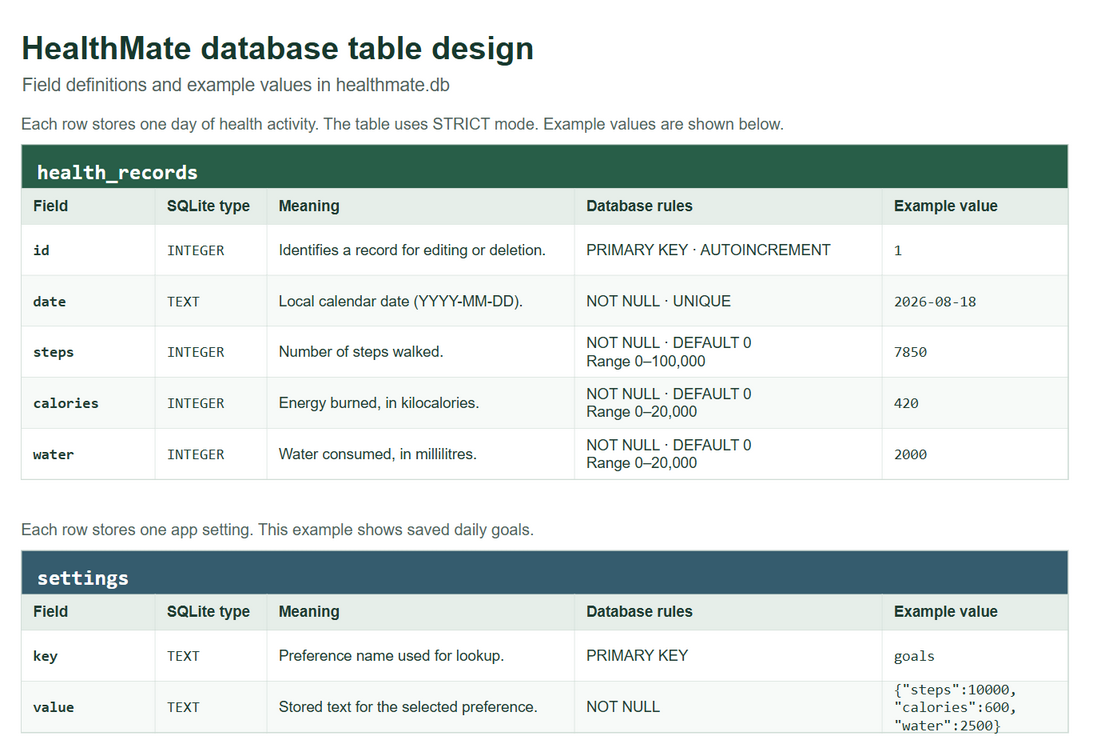 HealthMate database table design
Field definitions and example values in healthmate.db
Each row stores one day of health activity. The table uses STRICT mode. Example values are shown below.
health_records
Field SQLite type Meaning Database rules Example value
id INTEGER Identifies a record for editing or deletion. PRIMARY KEY · AUTOINCREMENT 1
date TEXT Local calendar date (YYYY-MM-DD). NOT NULL · UNIQUE 2026-08-18
steps INTEGER Number of steps walked. NOT NULL · DEFAULT 0
Range 0–100,000
7850
calories INTEGER Energy burned, in kilocalories. NOT NULL · DEFAULT 0
Range 0–20,000
420
water INTEGER Water consumed, in millilitres. NOT NULL · DEFAULT 0
Range 0–20,000
2000
Each row stores one app setting. This example shows saved daily goals.
settings
Field SQLite type Meaning Database rules Example value
key TEXT Preference name used for lookup. PRIMARY KEY goals
value TEXT Stored text for the selected preference. NOT NULL
{"steps":10000,
"calories":600,
"water":2500}